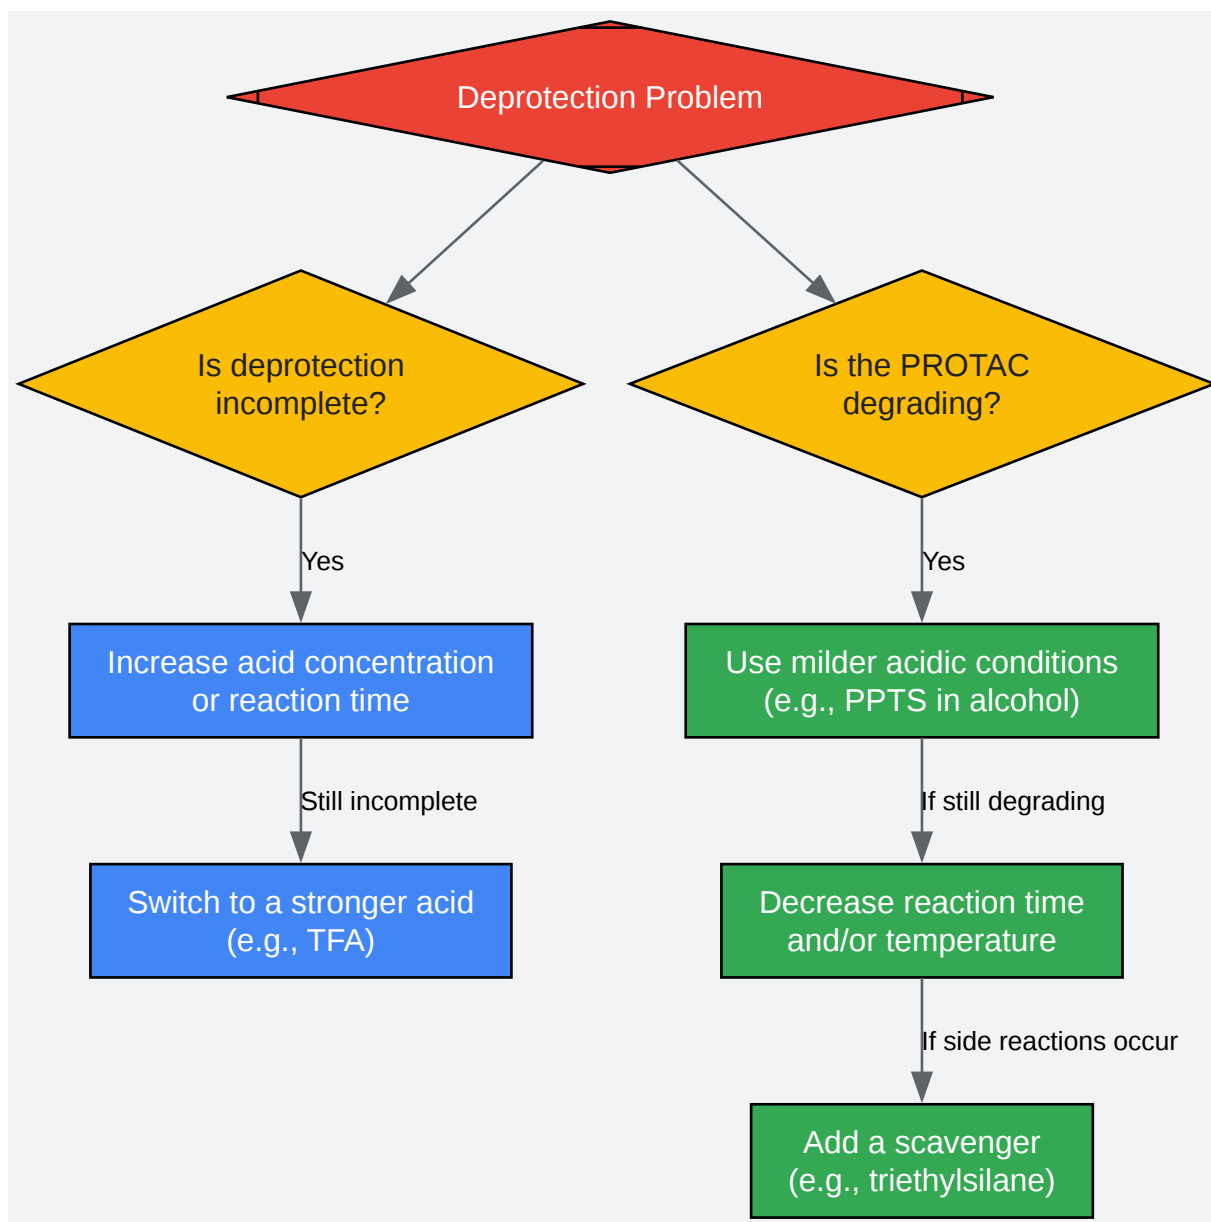 Deprotection Problem
Is deprotection
incomplete?
Is the PROTAC
degrading?
Yes
Yes
Increase acid concentration
or reaction time
Use milder acidic conditions
(e.g., PPTS in alcohol)
Still incomplete
If still degrading
Switch to a stronger acid
(e.g., TFA)
Decrease reaction time
and/or temperature
If side reactions occur
Add a scavenger
(e.g., triethylsilane)